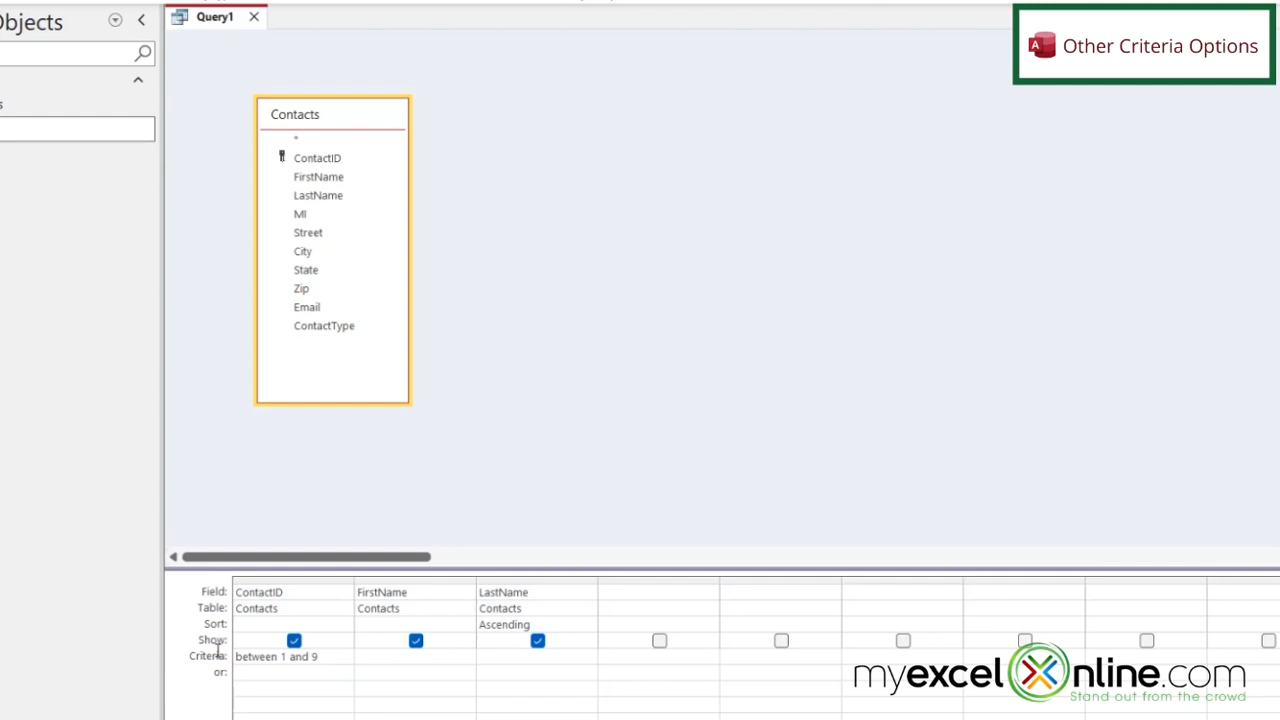 Objects
s
Query1
Other Criteria Options
Contacts
*
ContactID
FirstName
LastName
MI
Street
City
State
Zip
Email
ContactType
Field: ContactID FirstName LastName
Table: Contacts Contacts Contacts
Sort: Ascending
Show:
Criteria: between 1 and 9
or:
myexcelonline.com
Stand out from the crowd